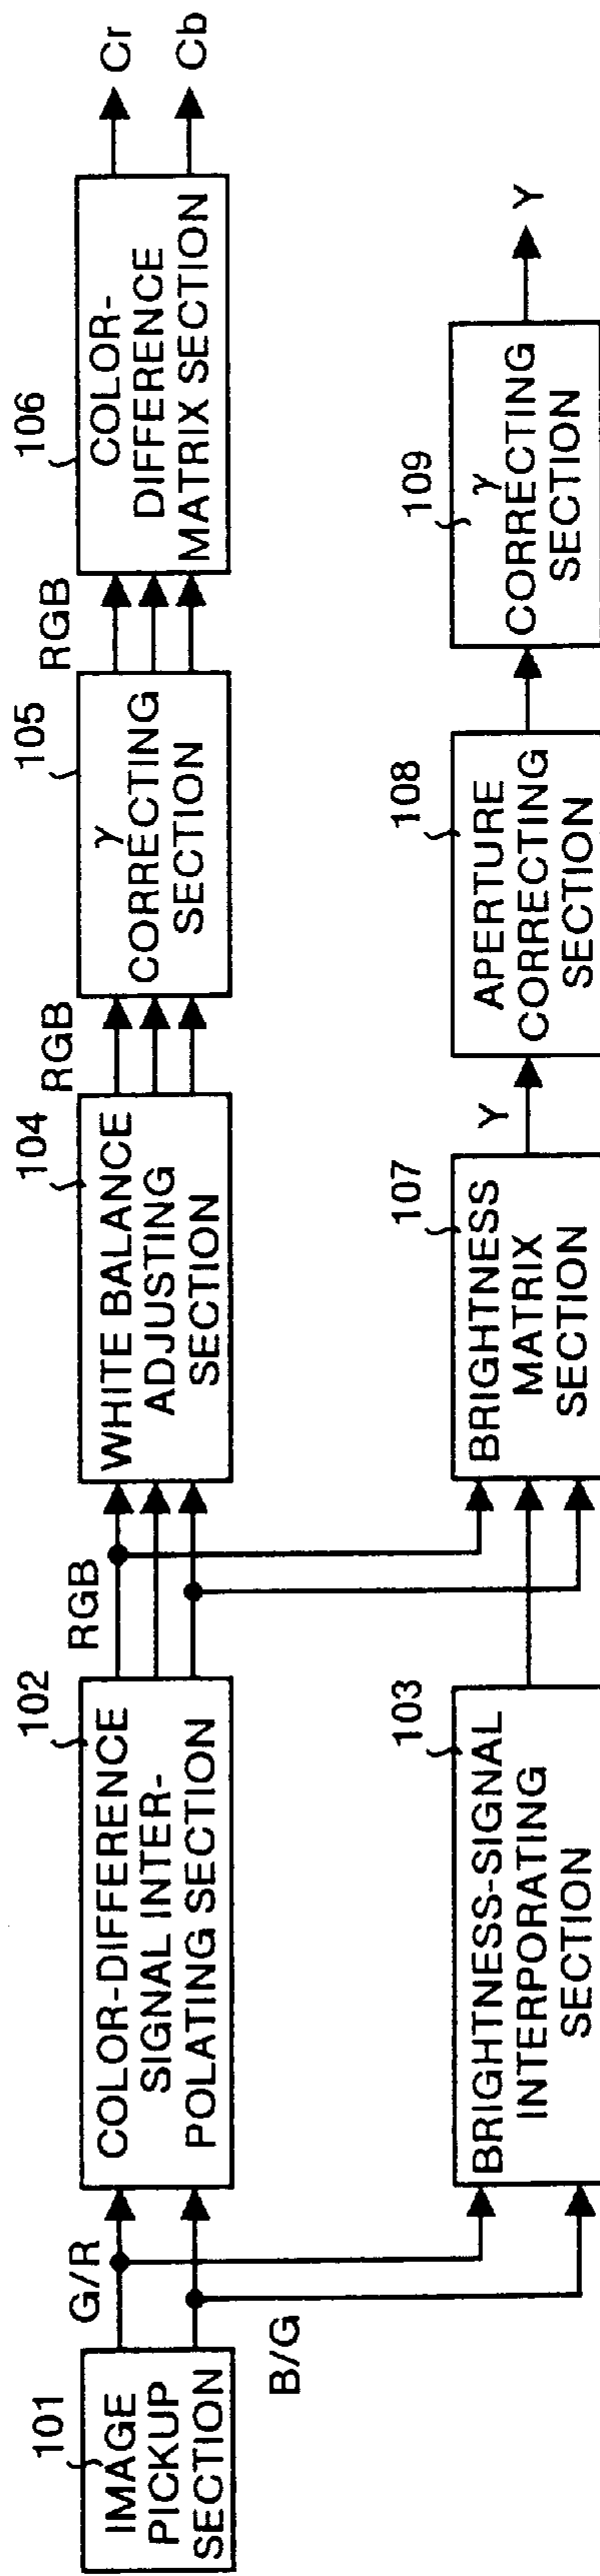 101
IMAGE
PICKUP
SECTION
G/R
B/G
102
COLOR-DIFFERENCE
SIGNAL INTER-
POLATING SECTION
RGB
104
WHITE BALANCE
ADJUSTING
SECTION
RGB
105
γ
CORRECTING
SECTION
RGB
106
COLOR-
DIFFERENCE
MATRIX SECTION
Cr
Cb
103
BRIGHTNESS-SIGNAL
INTERPORATING
SECTION
107
BRIGHTNESS
MATRIX
SECTION
Y
108
APERTURE
CORRECTING
SECTION
109
γ
CORRECTING
SECTION
Y